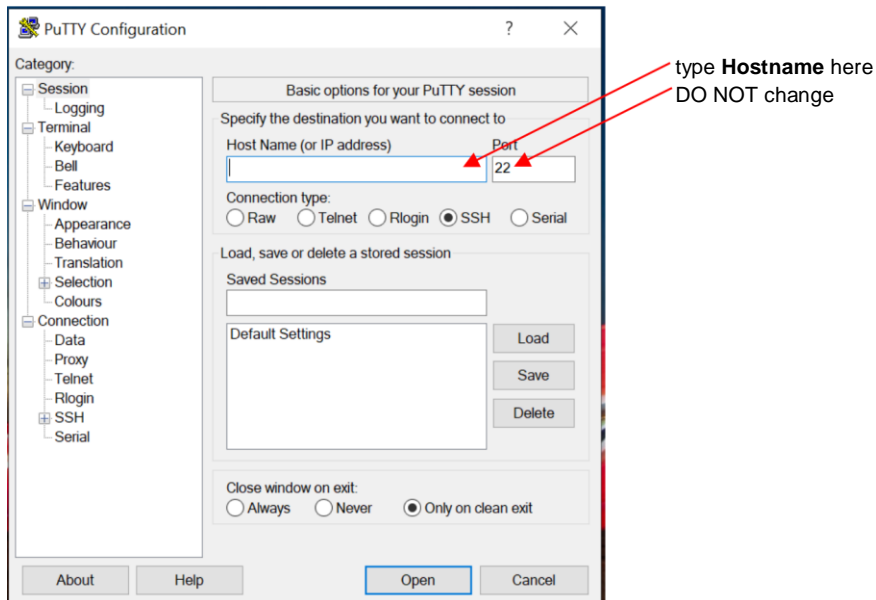 PuTTY Configuration
?
type Hostname here
DO NOT change
Category:
Session
Logging
Terminal
Keyboard
Bell
Features
Window
Appearance
Behaviour
Translation
Selection
Colours
Connection
Data
Proxy
Telnet
Rlogin
SSH
Serial
Basic options for your PuTTY session
Specify the destination you want to connect to
Host Name (or IP address) Port
22
Connection type:
Raw Telnet Rlogin SSH Serial
Load, save or delete a stored session
Saved Sessions
Default Settings
Load
Save
Delete
Close window on exit:
Always Never Only on clean exit
About Help Open Cancel